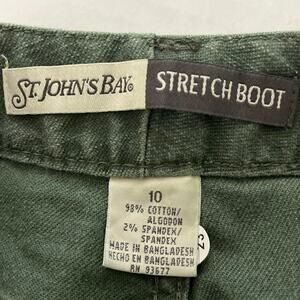 ST. JOHN'S BAY® STRETCH BOOT
10
98% COTTON/
ALGODON
2% SPANDEX/
SPANDEX
MADE IN BANGLADESH
HECHO EN BANGLADESH
RN 93677